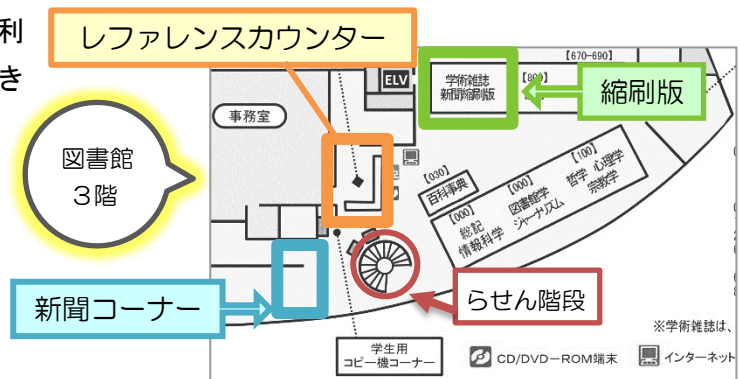 利
き
レファレンスカウンター
[670-690]
ELV
学術雑誌
新聞縮刷版
縮刷版
事務室
図書館
3階
[030]
百科事典
[000]
総記
情報科学
[000]
図書館学
ジャーナリズム
[100]
哲学 心理学
宗教学
新聞コーナー
らせん階段
※学術雑誌は、
学生用
コピー機コーナー
CD/DVD-ROM端末
インターネット